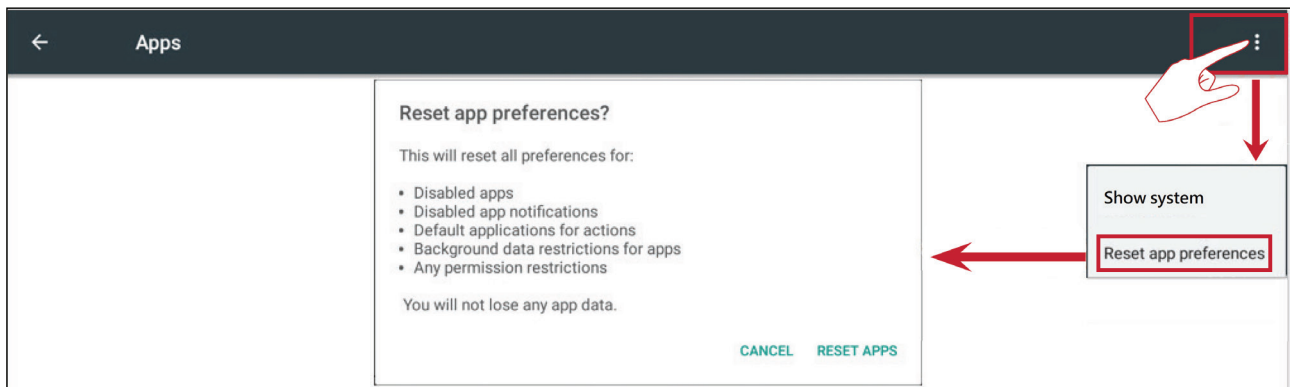 Apps
Reset app preferences?
This will reset all preferences for:
• Disabled apps
• Disabled app notifications
• Default applications for actions
• Background data restrictions for apps
• Any permission restrictions
You will not lose any app data.
CANCEL RESET APPS
Show system
Reset app preferences